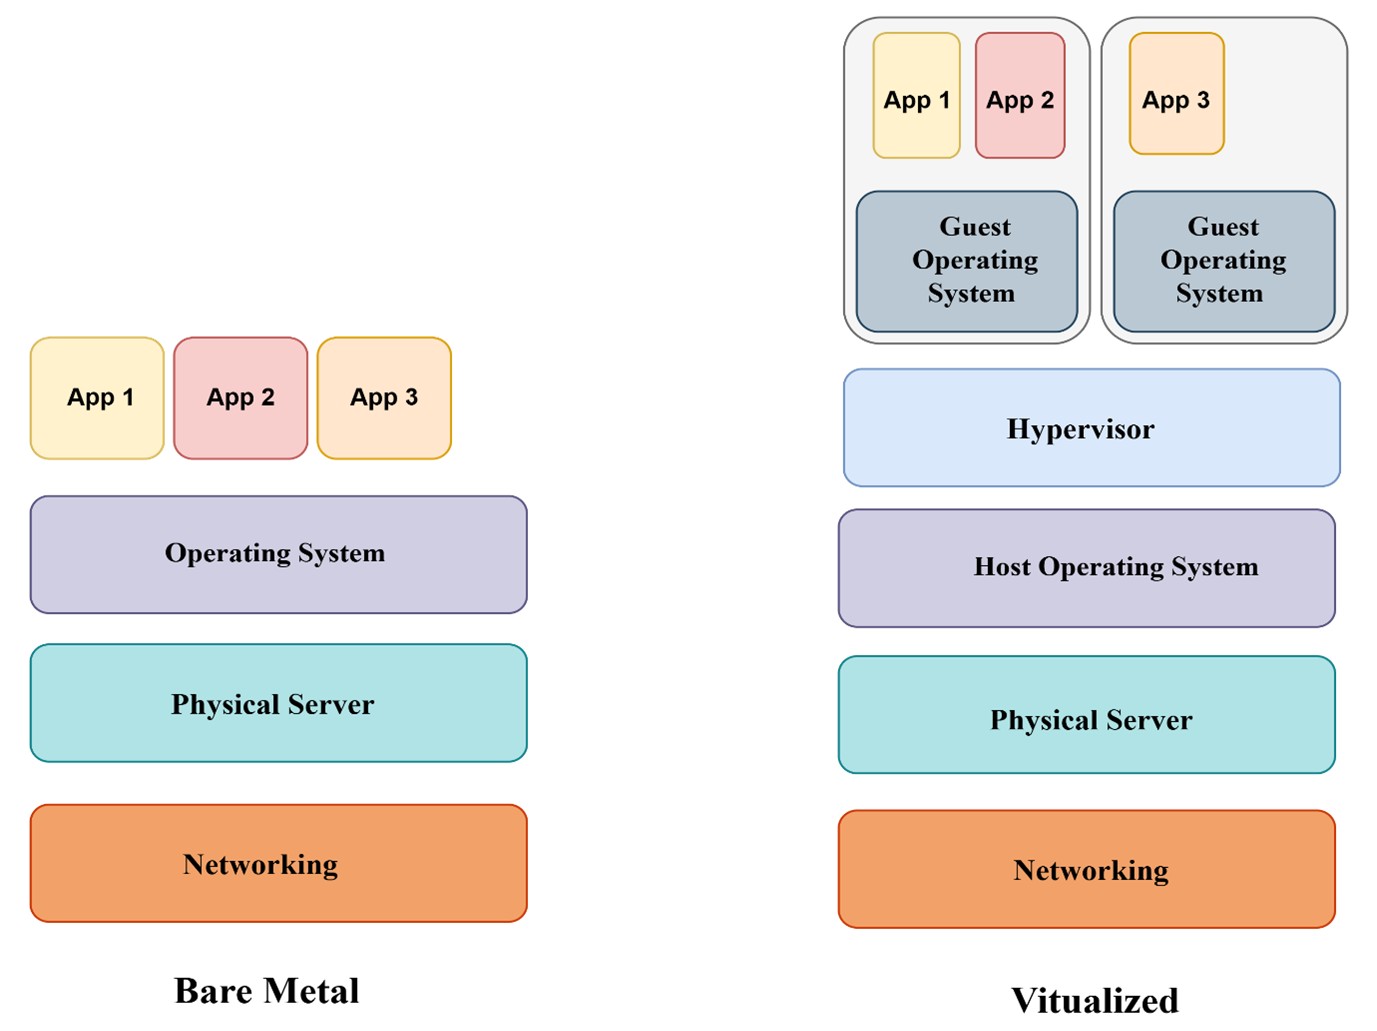 App 1
App 2
App 3
Operating System
Physical Server
Networking
Bare Metal
App 1
App 2
App 3
Guest
Operating
System
Guest
Operating
System
Hypervisor
Host Operating System
Physical Server
Networking
Vitualized